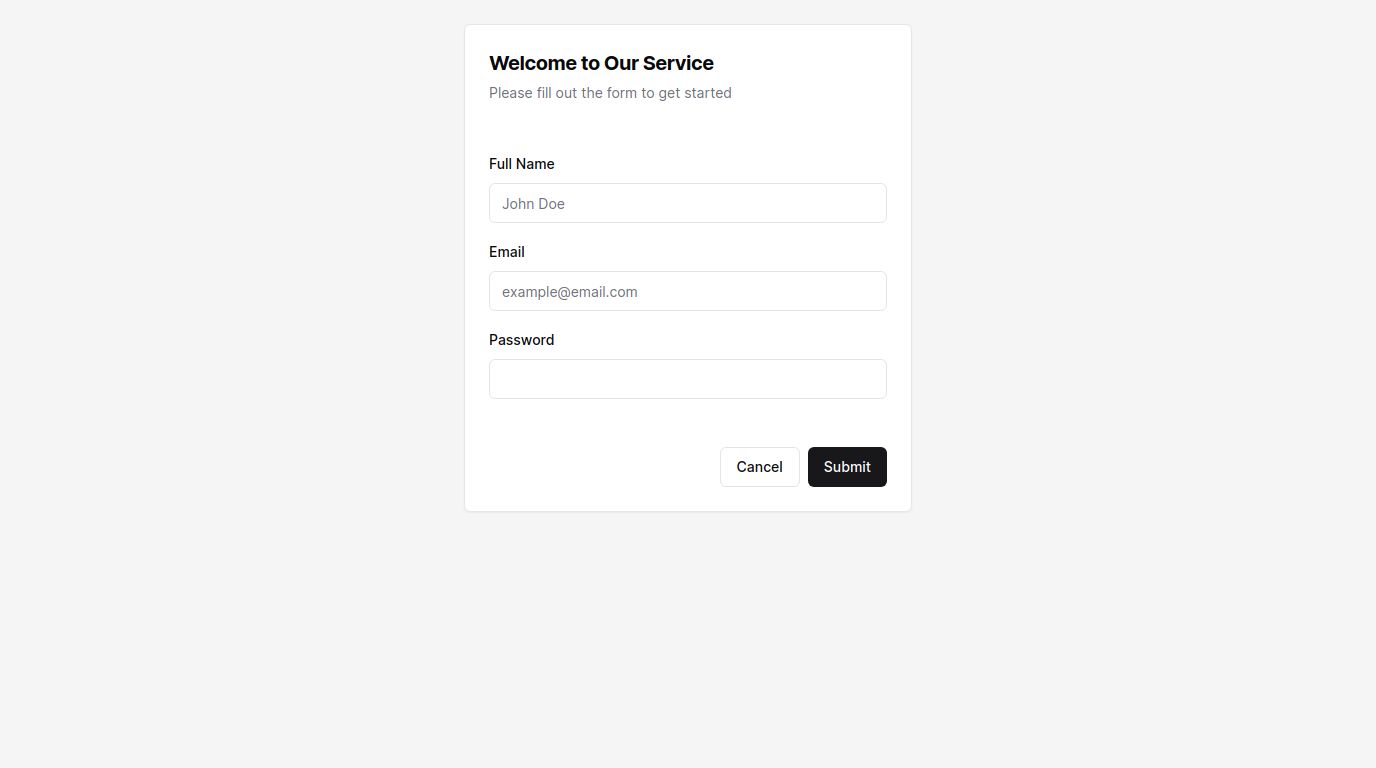 Welcome to Our Service
Please fill out the form to get started
Full Name
John Doe
Email
example@email.com
Password
Cancel Submit